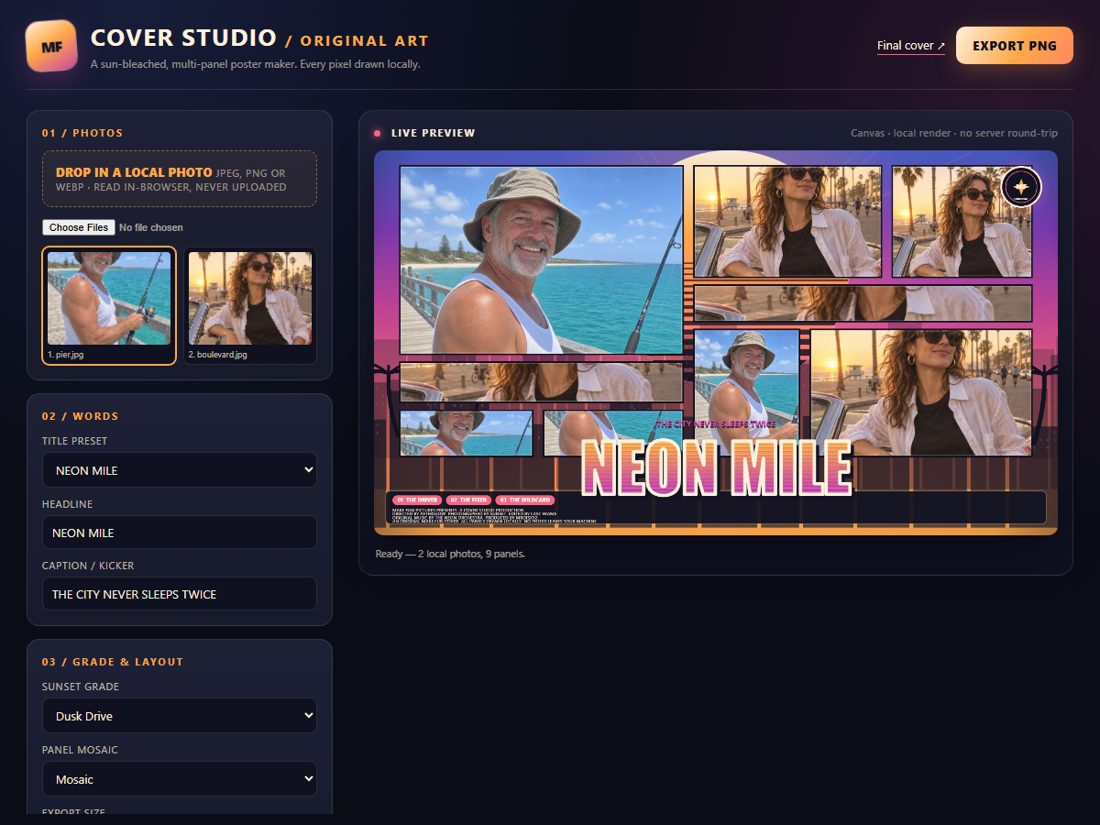 MF
COVER STUDIO / ORIGINAL ART
A sun-bleached, multi-panel poster maker. Every pixel drawn locally.
Final cover ↗
EXPORT PNG
01 / PHOTOS
DROP IN A LOCAL PHOTO JPEG, PNG OR
WEBP · READ IN-BROWSER, NEVER UPLOADED
Choose Files No file chosen
1. pier.jpg
2. boulevard.jpg
02 / WORDS
TITLE PRESET
NEON MILE
HEADLINE
NEON MILE
CAPTION / KICKER
THE CITY NEVER SLEEPS TWICE
03 / GRADE & LAYOUT
SUNSET GRADE
Dusk Drive
PANEL MOSAIC
Mosaic
EXPORT SIZE
LIVE PREVIEW
Canvas · local render · no server round-trip
THE CITY NEVER SLEEPS TWICE
NEON MILE
01 THE DRIVER 02 THE FIXER 03 THE WILDCARD
Ready — 2 local photos, 9 panels.